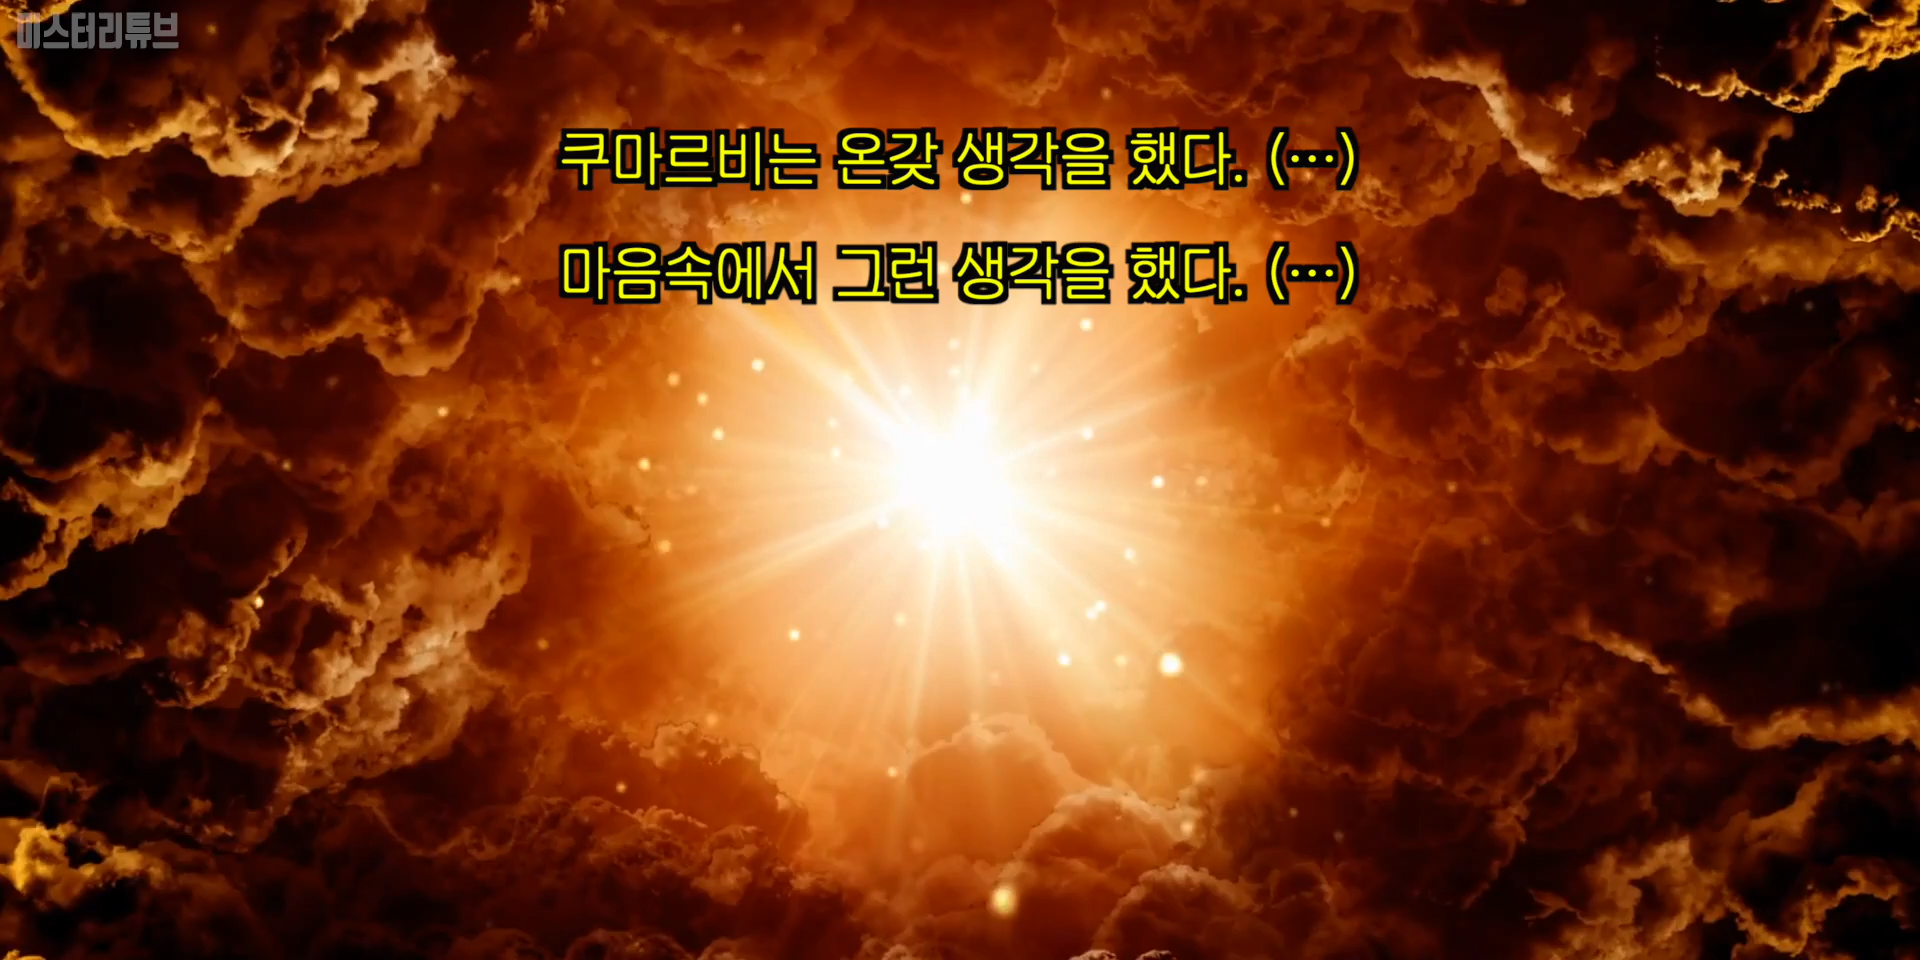 미스터리튜브
쿠마르비는 온갖 생각을 했다. (…)
마음속에서 그런 생각을 했다. (…)